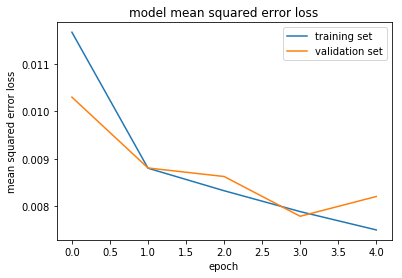 model mean squared error loss
training set
validation set
mean squared error loss
0.011
0.010
0.009
0.008
0.0 0.5 1.0 1.5 2.0 2.5 3.0 3.5 4.0
epoch